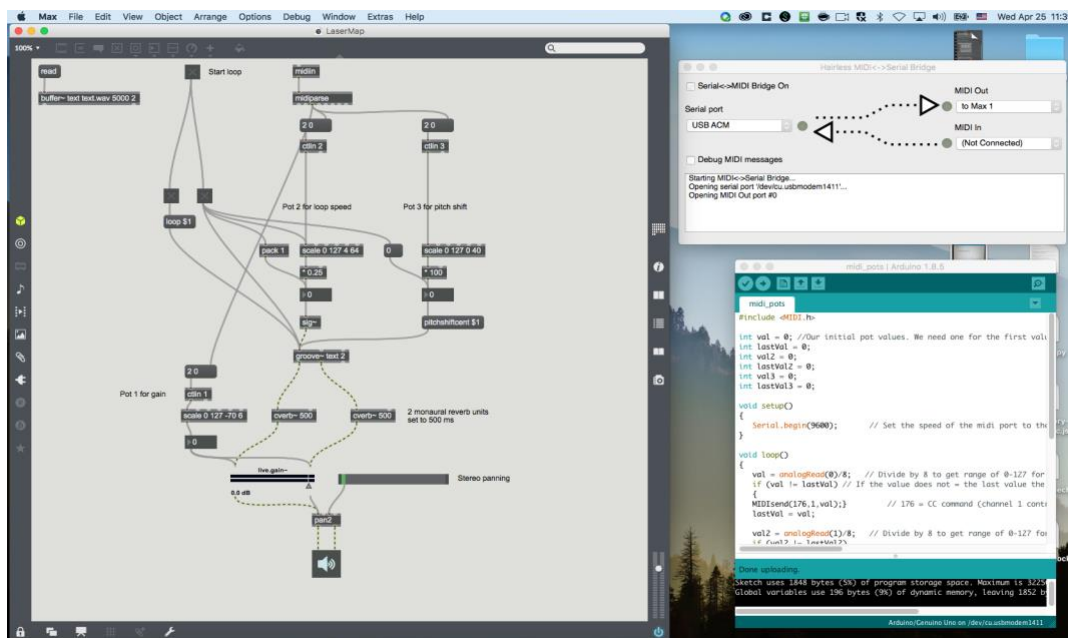 Max File Edit View Object Arrange Options Debug Window Extras Help
Wed Apr 25 11:3
LaserMap
100%
read
Start loop
midiin
buffer~ text text.wav 5000 2
midiparse
2 0
2 0
ctlin 2
ctlin 3
Pot 2 for loop speed
Pot 3 for pitch shift
loop $1
pack 1
scale 0 127 4 64
0
scale 0 127 0 40
* 0.25
* 100
0
0
sig~
pitchshiftcent $1
groove~ text 2
2 0
Pot 1 for gain
ctlin 1
scale 0 127 -70 6
cverb~ 500
cverb~ 500
2 monaural reverb units
set to 500 ms
0
live.gain~
Stereo panning
0.0 dB
pan2
Hairless MIDI<->Serial Bridge
Serial<->MIDI Bridge On
MIDI Out
Serial port
to Max 1
USB ACM
MIDI In
(Not Connected)
Debug MIDI messages
Starting MIDI<->Serial Bridge...
Opening serial port '/dev/cu.usbmodem1411'...
Opening MIDI Out port #0
midi_pots | Arduino 1.8.5
midi_pots
#include <MIDI.h>
int val = 0; //Our initial pot values. We need one for the first valu
int lastVal = 0;
int val2 = 0;
int lastVal2 = 0;
int val3 = 0;
int lastVal3 = 0;
void setup()
{
Serial.begin(9600); // Set the speed of the midi port to the
}
void loop()
{
val = analogRead(0)/8; // Divide by 8 to get range of 0-127 for
if (val != lastVal) // If the value does not = the last value the
{
MIDIsend(176,1,val);} // 176 = CC command (channel 1 contr
lastVal = val;
val2 = analogRead(1)/8; // Divide by 8 to get range of 0-127 for
if (val2 != lastVal2)
Done uploading.
Sketch uses 1848 bytes (5%) of program storage space. Maximum is 3225
Global variables use 196 bytes (9%) of dynamic memory, leaving 1852 by
Arduino/Genuino Uno on /dev/cu.usbmodem1411